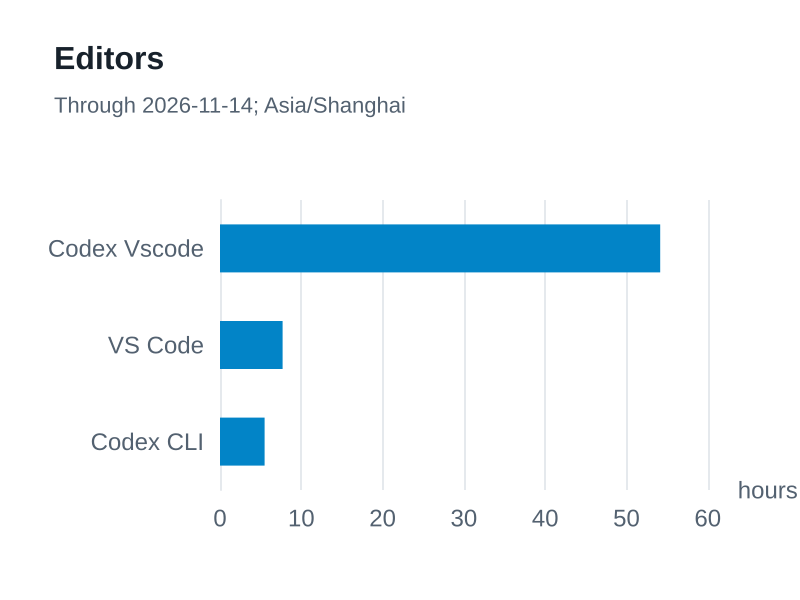 Editors
Through 2026-11-14; Asia/Shanghai
Codex Vscode
VS Code
Codex CLI
hours
0 10 20 30 40 50 60